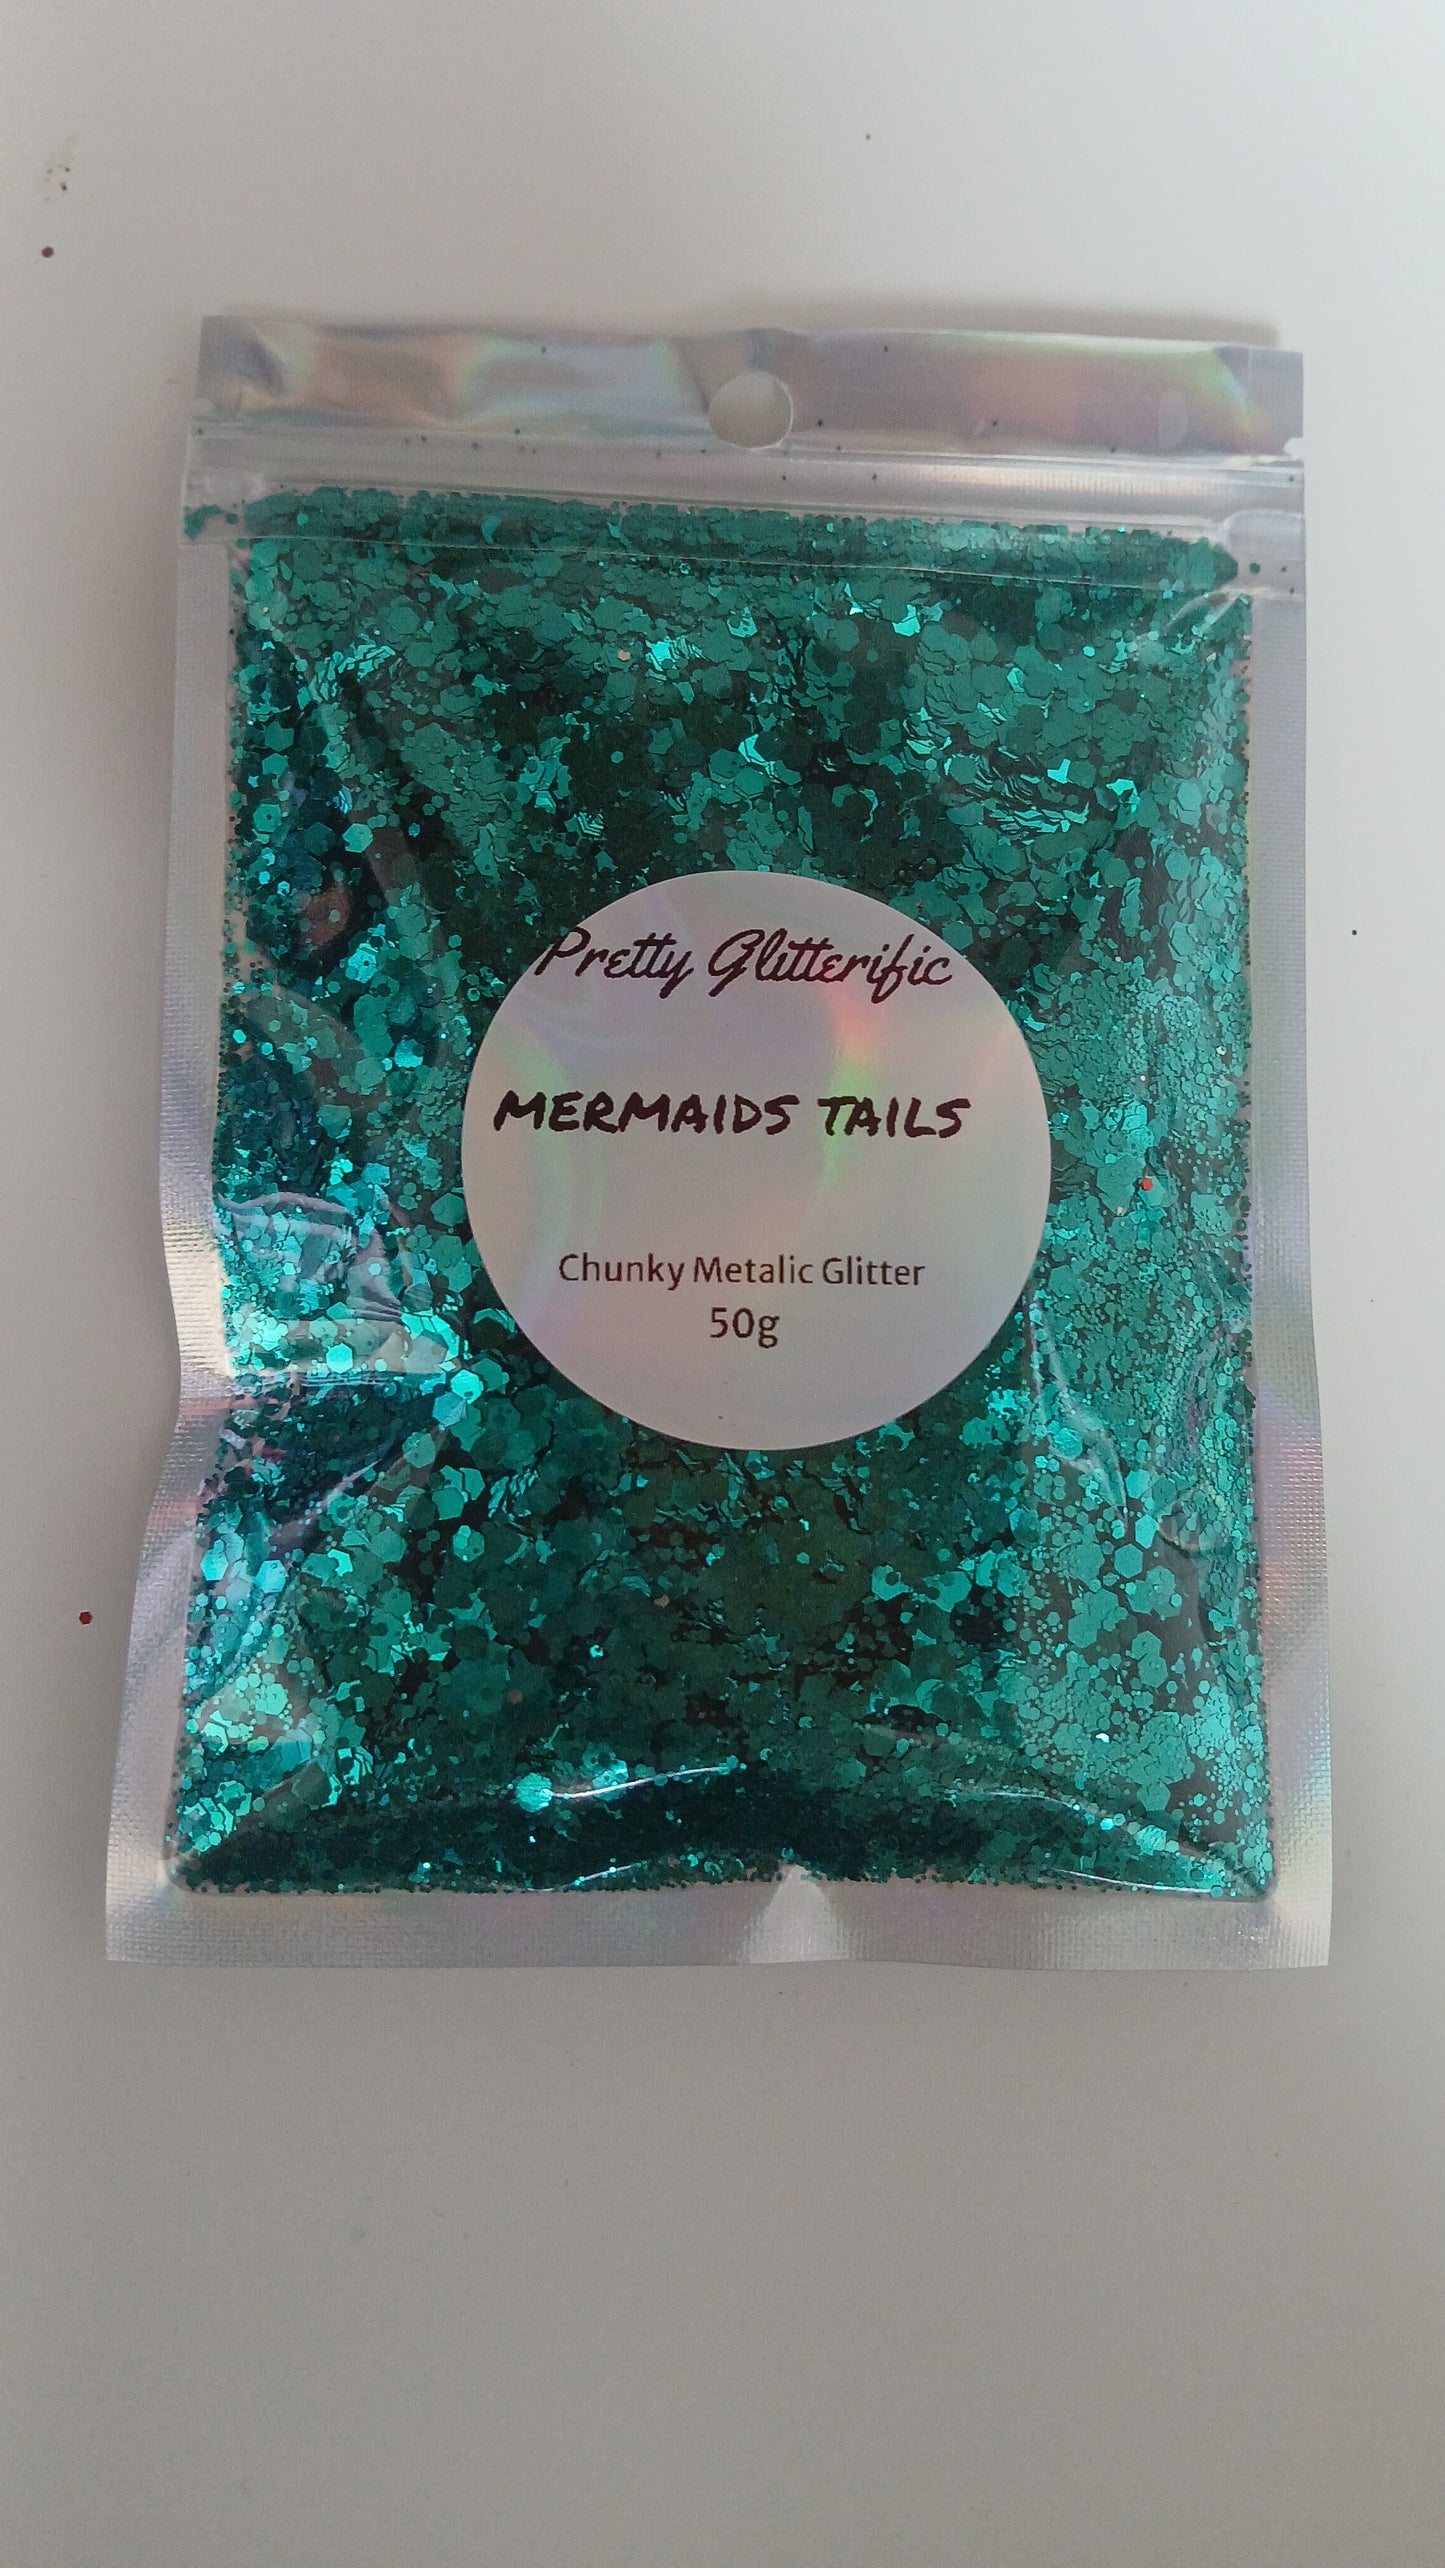 Pretty Glitterific
MERMAIDS TAILS
Chunky Metalic Glitter
50g